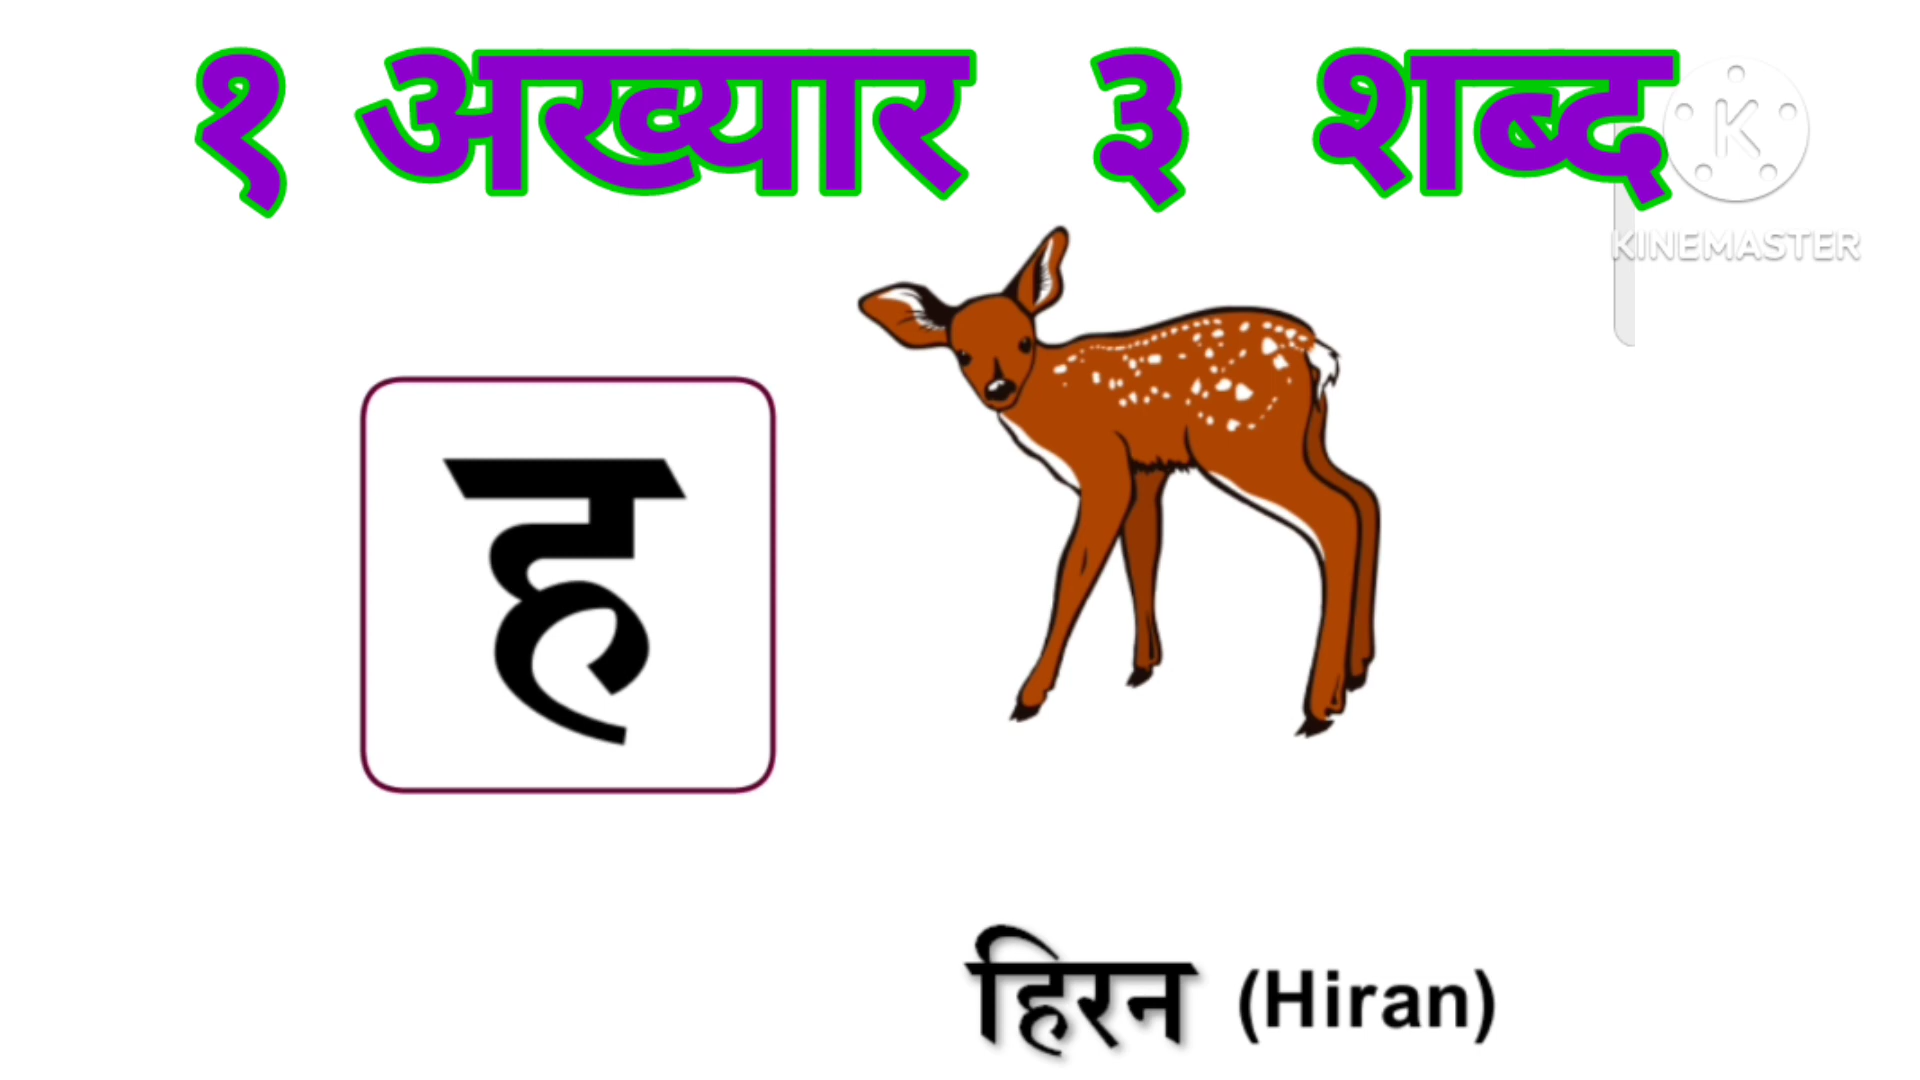 १ अख्यार ३ शब्द
K
KINEMASTER
ह
हिरन (Hiran)